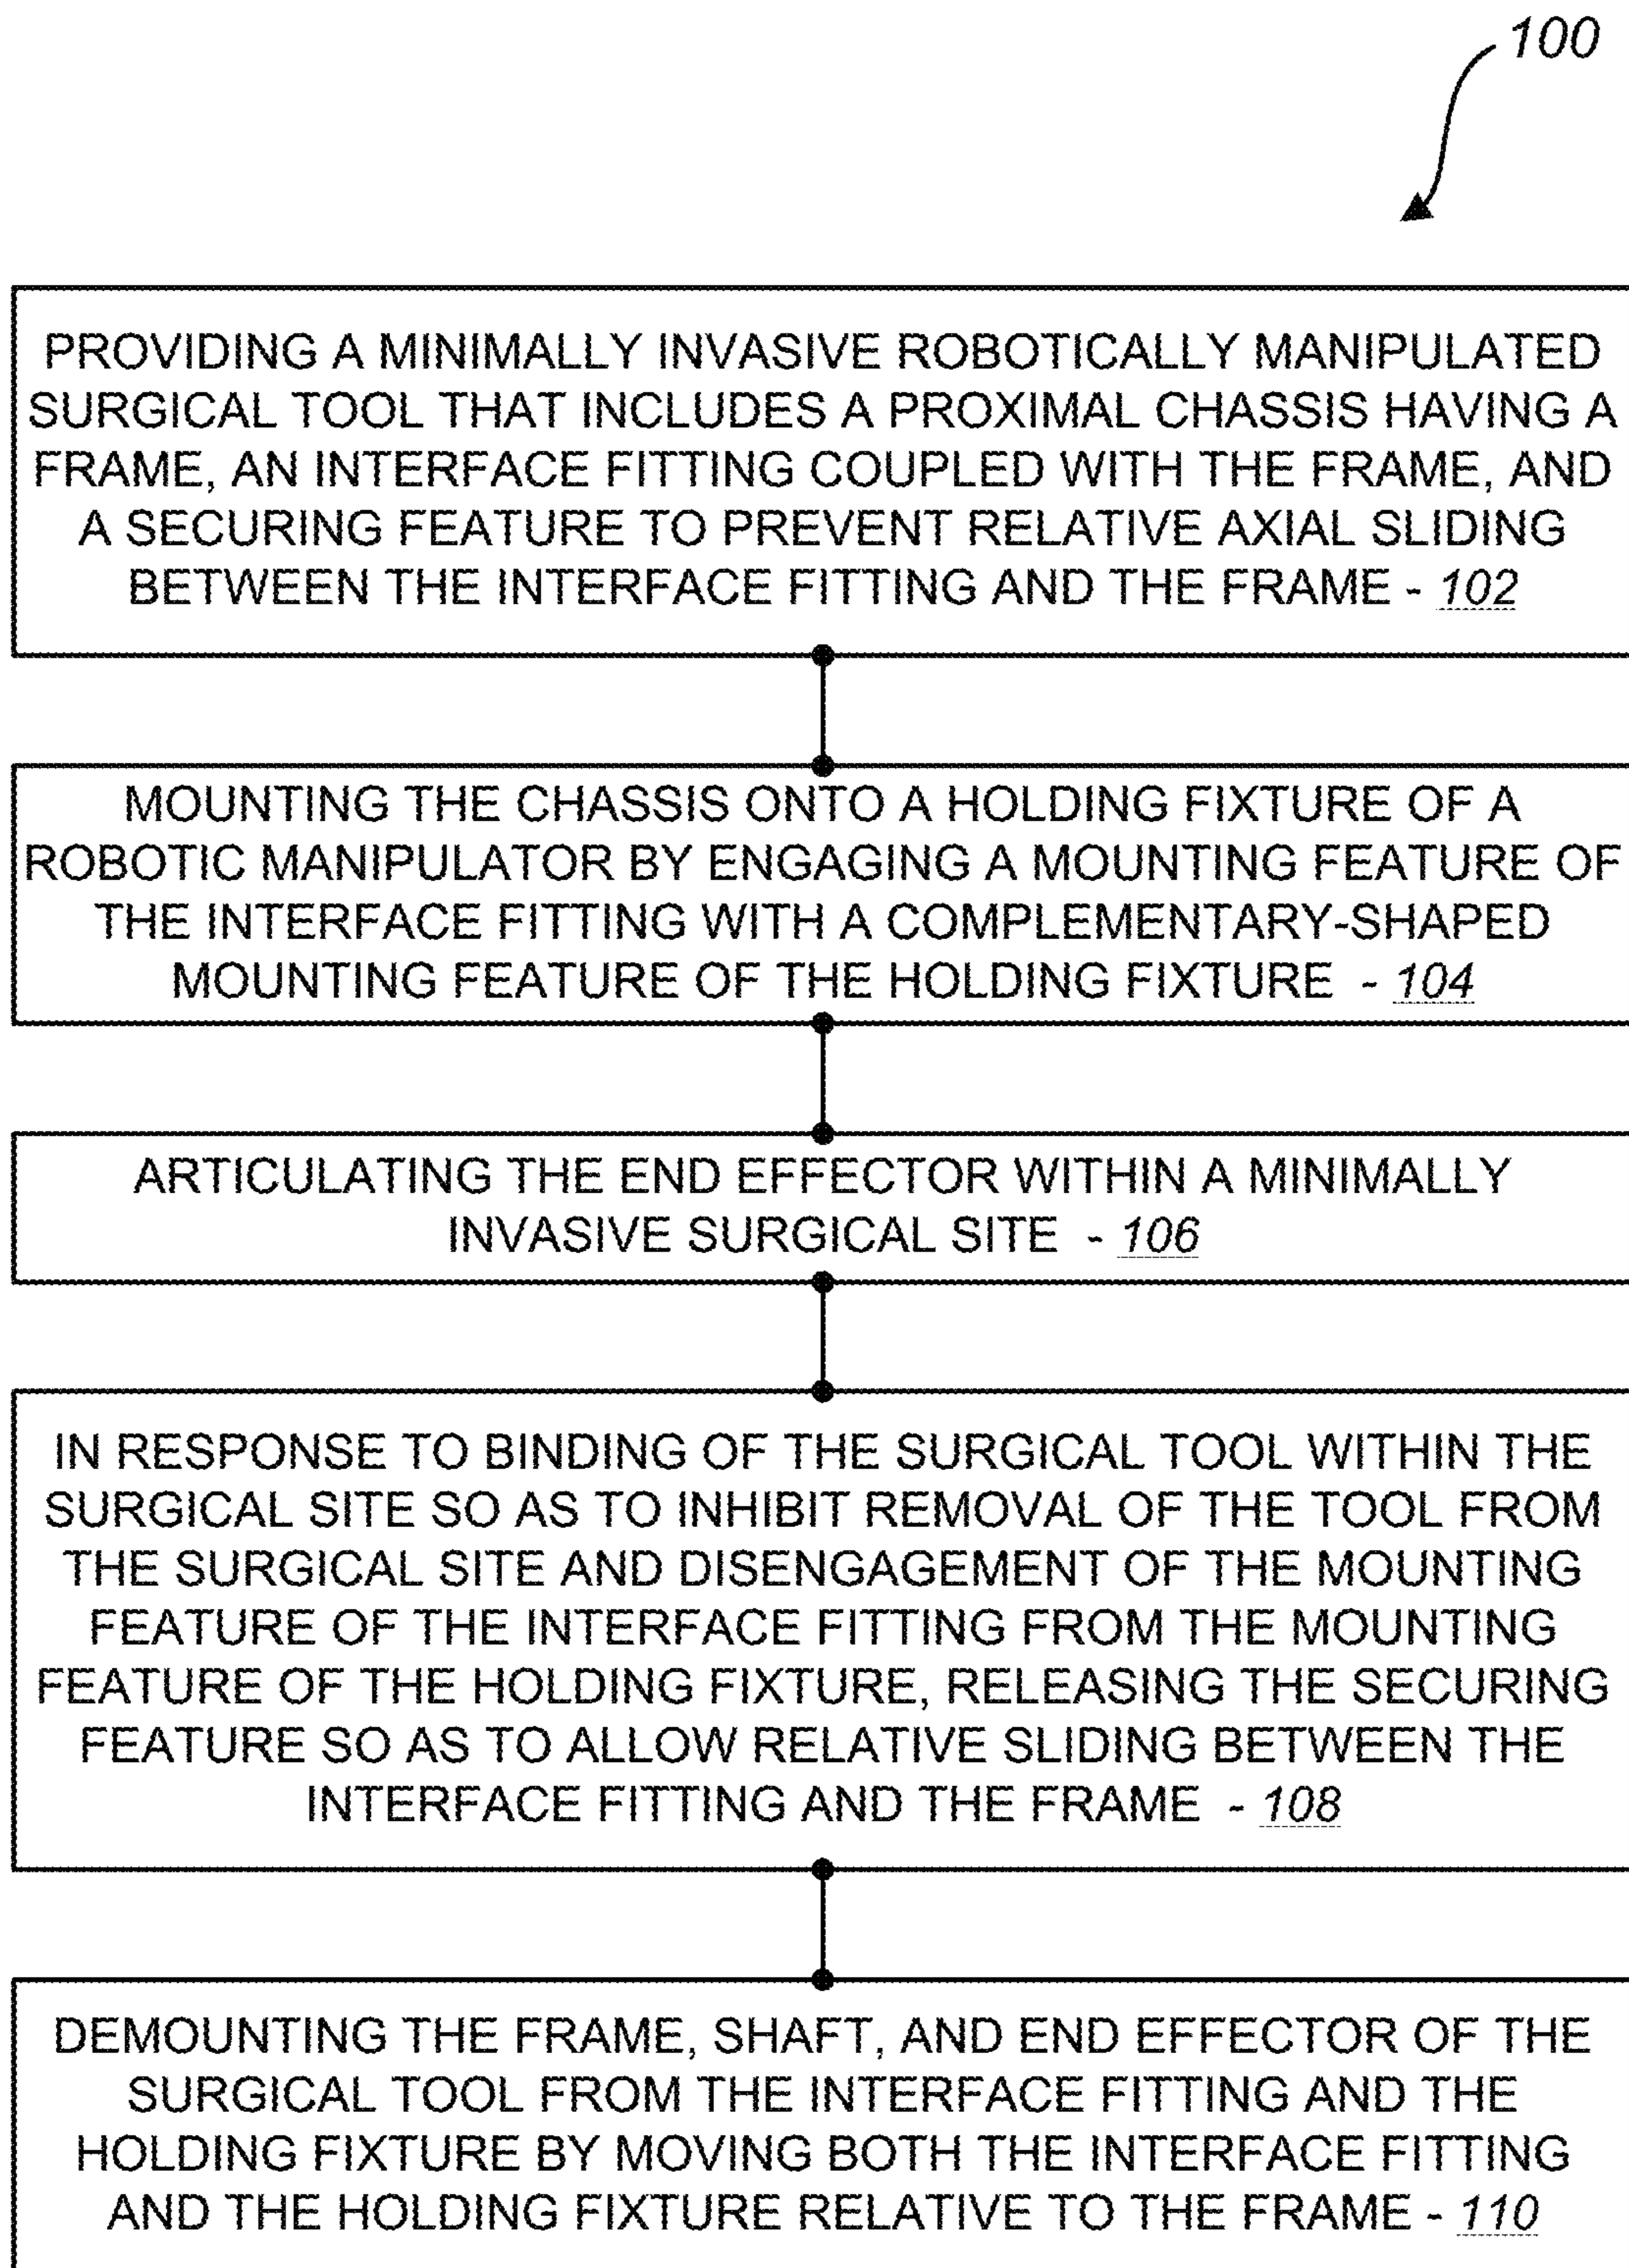 100
PROVIDING A MINIMALLY INVASIVE ROBOTICALLY MANIPULATED
SURGICAL TOOL THAT INCLUDES A PROXIMAL CHASSIS HAVING A
FRAME, AN INTERFACE FITTING COUPLED WITH THE FRAME, AND
A SECURING FEATURE TO PREVENT RELATIVE AXIAL SLIDING
BETWEEN THE INTERFACE FITTING AND THE FRAME - 102
MOUNTING THE CHASSIS ONTO A HOLDING FIXTURE OF A
ROBOTIC MANIPULATOR BY ENGAGING A MOUNTING FEATURE OF
THE INTERFACE FITTING WITH A COMPLEMENTARY-SHAPED
MOUNTING FEATURE OF THE HOLDING FIXTURE - 104
ARTICULATING THE END EFFECTOR WITHIN A MINIMALLY
INVASIVE SURGICAL SITE - 106
IN RESPONSE TO BINDING OF THE SURGICAL TOOL WITHIN THE
SURGICAL SITE SO AS TO INHIBIT REMOVAL OF THE TOOL FROM
THE SURGICAL SITE AND DISENGAGEMENT OF THE MOUNTING
FEATURE OF THE INTERFACE FITTING FROM THE MOUNTING
FEATURE OF THE HOLDING FIXTURE, RELEASING THE SECURING
FEATURE SO AS TO ALLOW RELATIVE SLIDING BETWEEN THE
INTERFACE FITTING AND THE FRAME - 108
DEMOUNTING THE FRAME, SHAFT, AND END EFFECTOR OF THE
SURGICAL TOOL FROM THE INTERFACE FITTING AND THE
HOLDING FIXTURE BY MOVING BOTH THE INTERFACE FITTING
AND THE HOLDING FIXTURE RELATIVE TO THE FRAME - 110